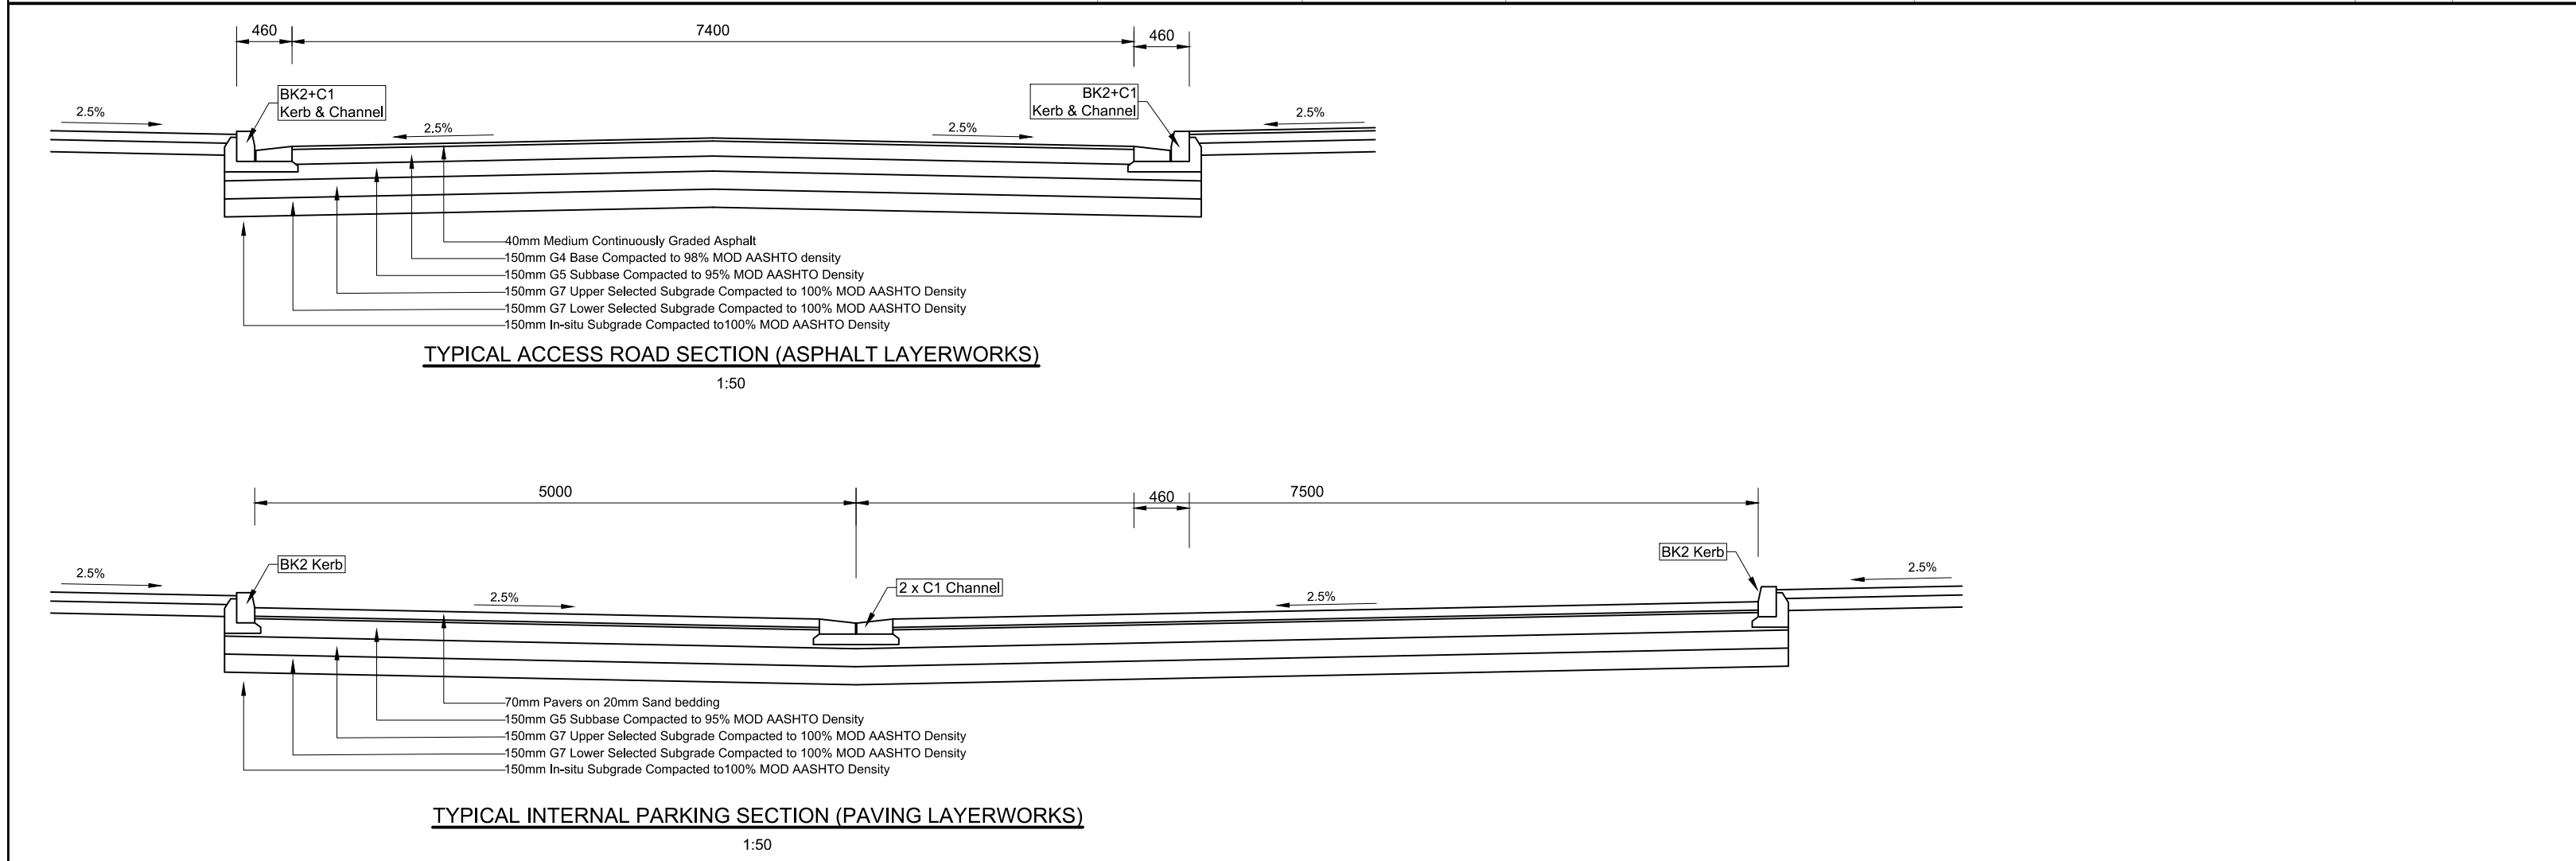 460
7400
460
BK2+C1
Kerb & Channel
BK2+C1
Kerb & Channel
2.5%
2.5%
2.5%
2.5%
40mm Medium Continuously Graded Asphalt
150mm G4 Base Compacted to 98% MOD AASHTO density
150mm G5 Subbase Compacted to 95% MOD AASHTO Density
150mm G7 Upper Selected Subgrade Compacted to 100% MOD AASHTO Density
150mm G7 Lower Selected Subgrade Compacted to 100% MOD AASHTO Density
150mm In-situ Subgrade Compacted to100% MOD AASHTO Density
TYPICAL ACCESS ROAD SECTION (ASPHALT LAYERWORKS)
1:50
5000
460
7500
BK2 Kerb
BK2 Kerb
2.5%
2.5%
2 x C1 Channel
2.5%
2.5%
70mm Pavers on 20mm Sand bedding
150mm G5 Subbase Compacted to 95% MOD AASHTO Density
150mm G7 Upper Selected Subgrade Compacted to 100% MOD AASHTO Density
150mm G7 Lower Selected Subgrade Compacted to 100% MOD AASHTO Density
150mm In-situ Subgrade Compacted to100% MOD AASHTO Density
TYPICAL INTERNAL PARKING SECTION (PAVING LAYERWORKS)
1:50